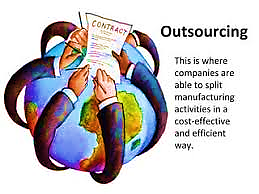 CONTRACT
Outsourcing
This is where
companies are
able to split
manufacturing
activities in a
cost-effective
and efficient
way.